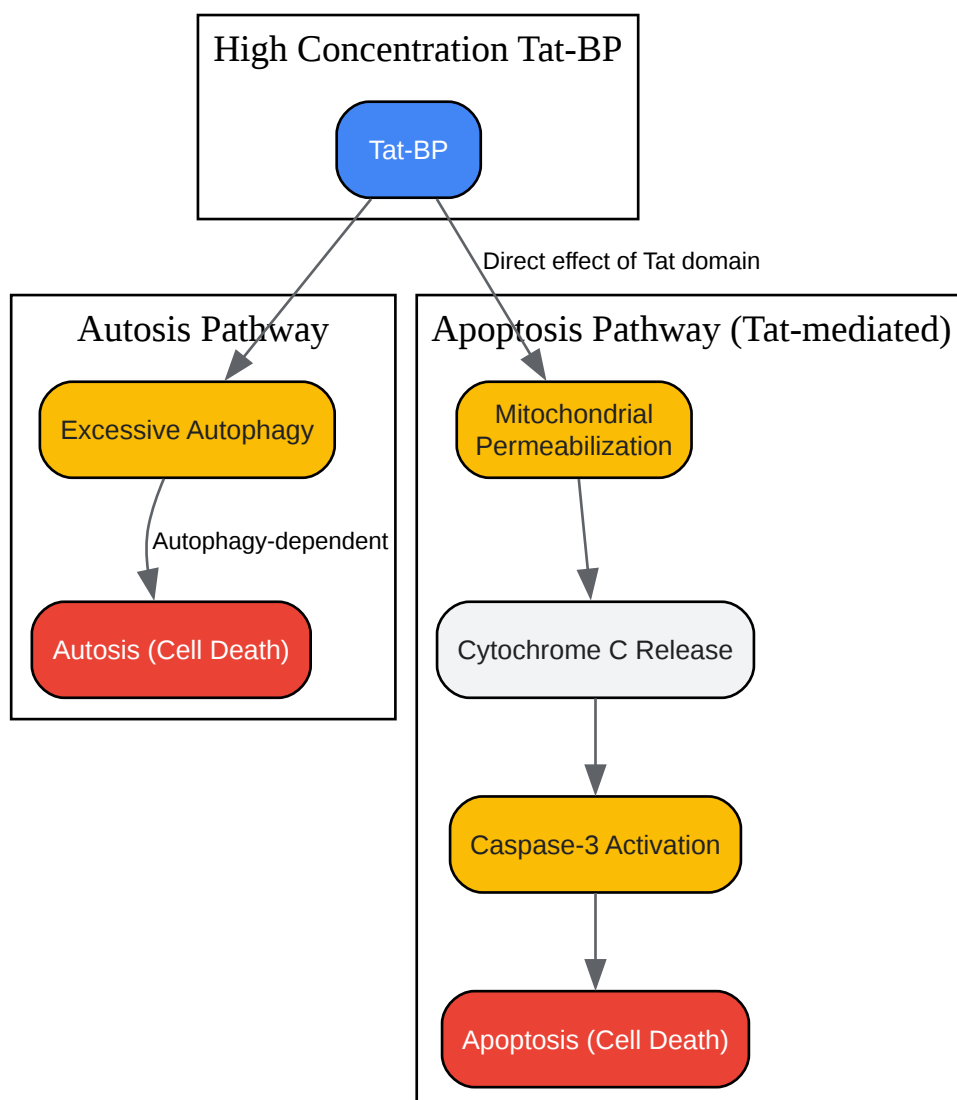 High Concentration Tat-BP
Tat-BP
Direct effect of Tat domain
Autosis Pathway
Excessive Autophagy
Autophagy-dependent
Autosis (Cell Death)
Apoptosis Pathway (Tat-mediated)
Mitochondrial
Permeabilization
Cytochrome C Release
Caspase-3 Activation
Apoptosis (Cell Death)